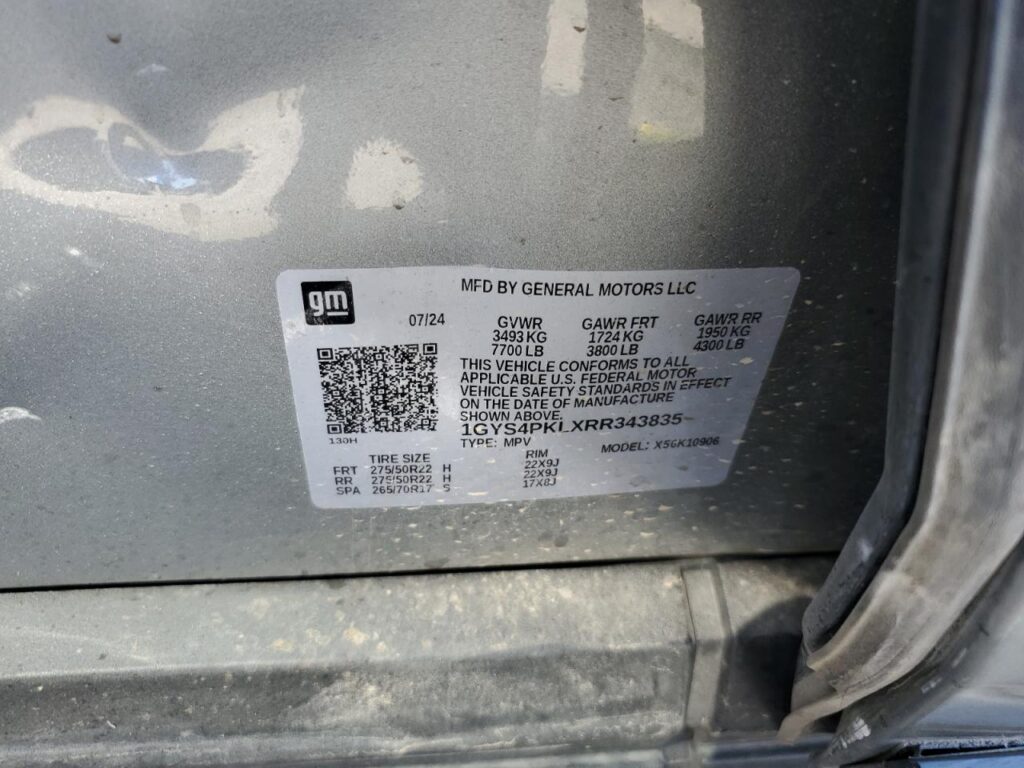 gm
MFD BY GENERAL MOTORS LLC
07/24
GVWR GAWR FRT GAWR RR
3493 KG 1724 KG 1950 KG
7700 LB 3800 LB 4300 LB
THIS VEHICLE CONFORMS TO ALL
APPLICABLE U.S. FEDERAL MOTOR
VEHICLE SAFETY STANDARDS IN EFFECT
ON THE DATE OF MANUFACTURE
SHOWN ABOVE.
1GYS4PKLXRR343835
130H
TYPE: MPV MODEL: X56K10906
TIRE SIZE RIM
FRT 275/50R22 H 22X9J
RR 275/50R22 H 22X9J
SPA 265/70R17 S 17X8J